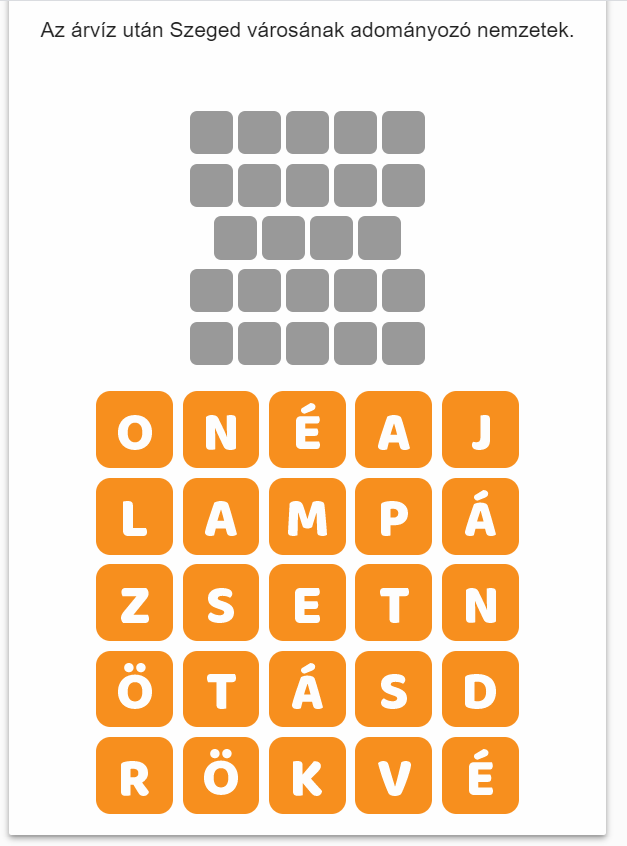 Az árvíz után Szeged városának adományozó nemzetek.
O N É A J
L A M P Á
Z S E T N
Ö T Á S D
R Ö K V É